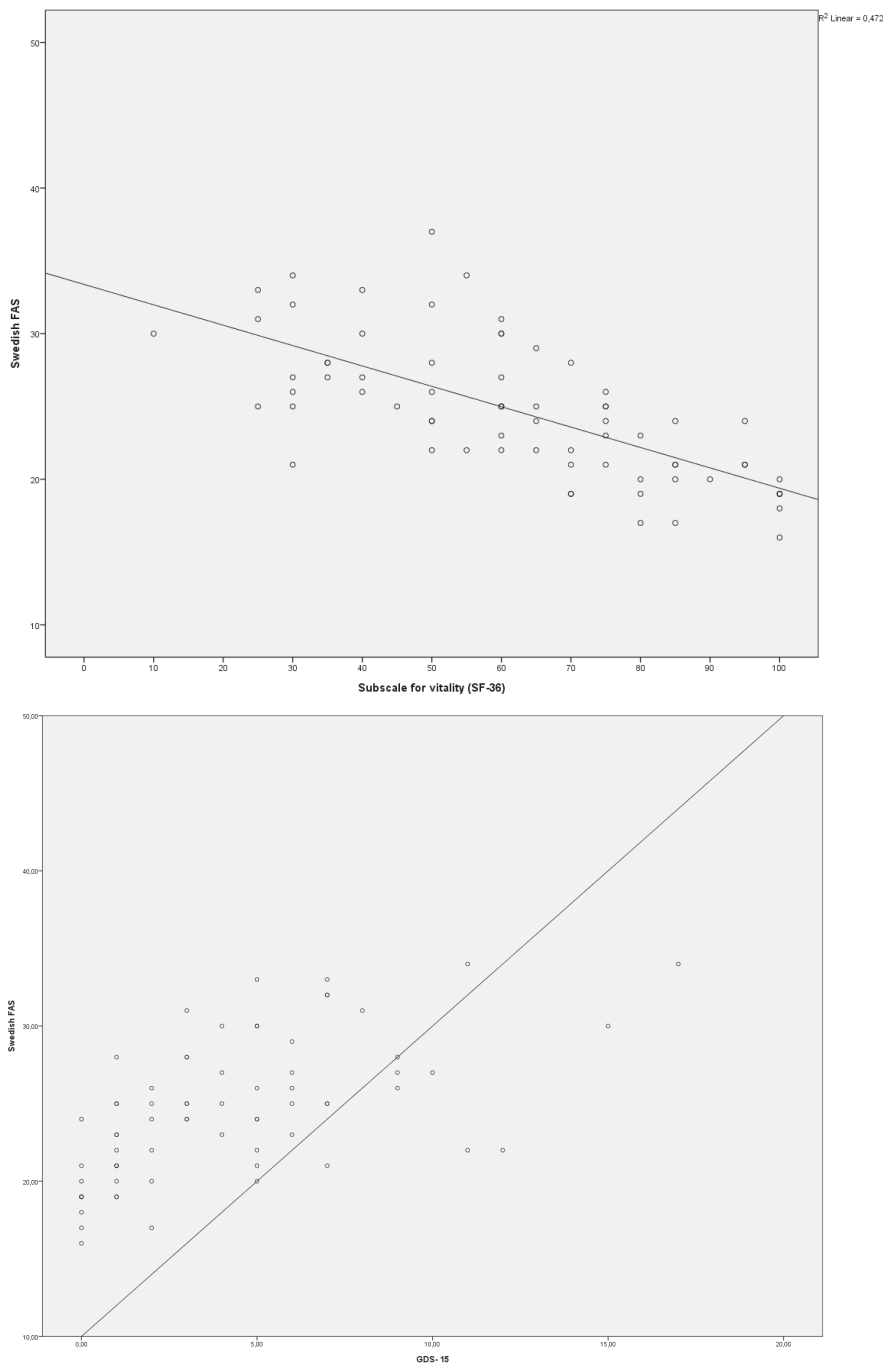 R² Linear = 0,472
50
40
30
20
10
Swedish FAS
0 10 20 30 40 50 60 70 80 90 100
Subscale for vitality (SF-36)
50,00
40,00
30,00
20,00
10,00
Swedish FAS
0,00 5,00 10,00 15,00 20,00
GDS- 15